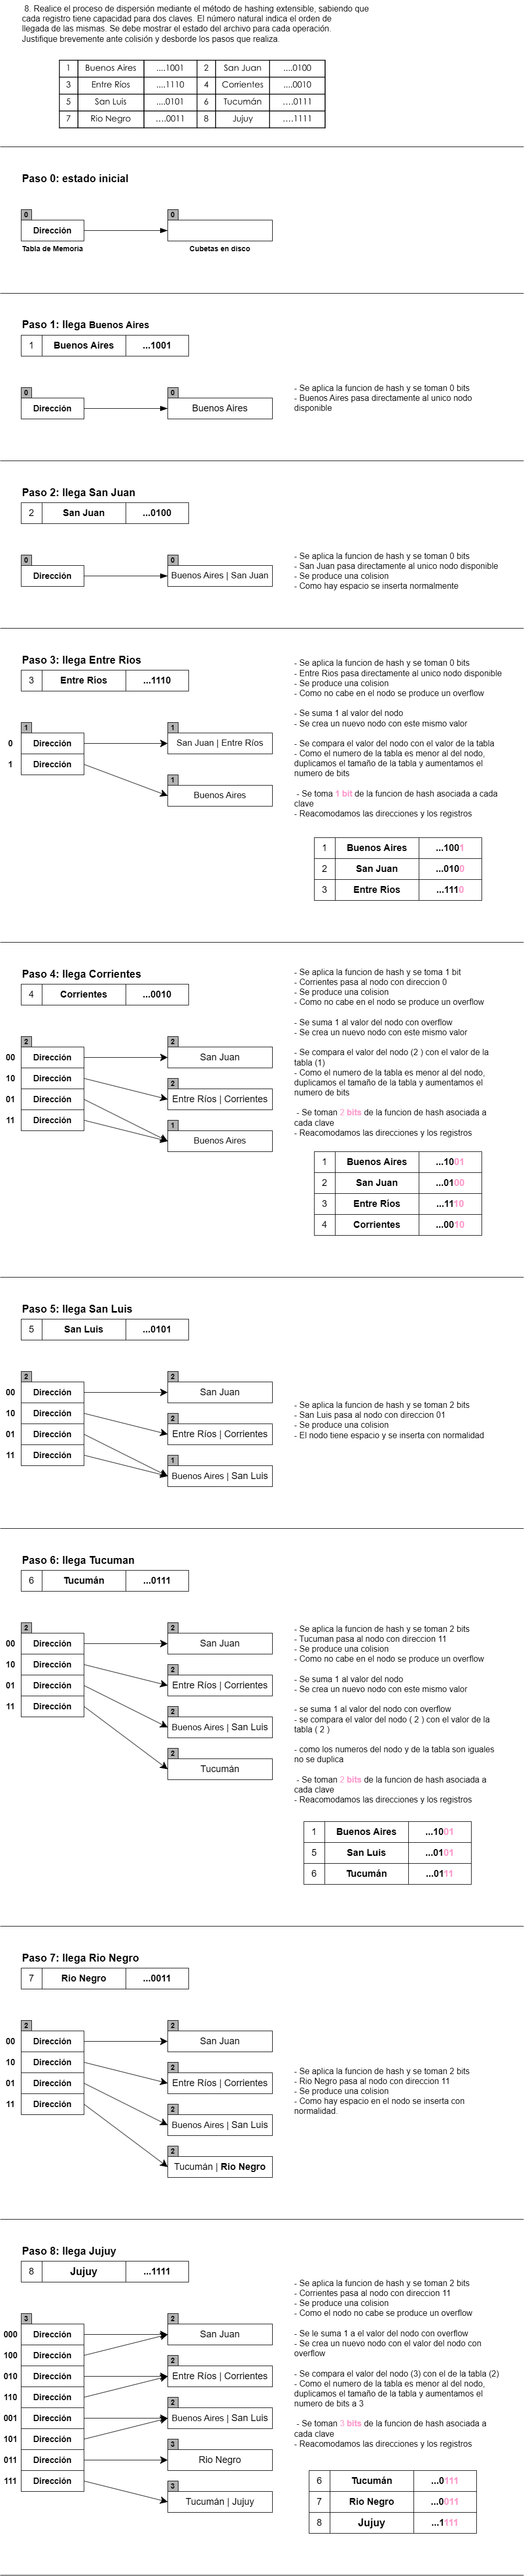 8. Realice el proceso de dispersión mediante el método de hashing extensible, sabiendo que
cada registro tiene capacidad para dos claves. El número natural indica el orden de
llegada de las mismas. Se debe mostrar el estado del archivo para cada operación.
Justifique brevemente ante colisión y desborde los pasos que realiza.
1 Buenos Aires ....1001 2 San Juan ....0100
3 Entre Ríos ....1110 4 Corrientes ....0010
5 San Luis ....0101 6 Tucumán ....0111
7 Río Negro ....0011 8 Jujuy ....1111
Paso 0: estado inicial
0 0
Dirección
Tabla de Memoria Cubetas en disco
Paso 1: llega Buenos Aires
1 Buenos Aires ...1001
0 0
Dirección Buenos Aires
- Se aplica la funcion de hash y se toman 0 bits
- Buenos Aires pasa directamente al unico nodo
disponible
Paso 2: llega San Juan
2 San Juan ...0100
0 0
Dirección Buenos Aires | San Juan
- Se aplica la funcion de hash y se toman 0 bits
- San Juan pasa directamente al unico nodo disponible
- Se produce una colision
- Como hay espacio se inserta normalmente
Paso 3: llega Entre Rios
3 Entre Rios ...1110
1 1
0 Dirección San Juan | Entre Ríos
1 Dirección
1
Buenos Aires
- Se aplica la funcion de hash y se toman 0 bits
- Entre Rios pasa directamente al unico nodo disponible
- Se produce una colision
- Como no cabe en el nodo se produce un overflow
- Se suma 1 al valor del nodo
- Se crea un nuevo nodo con este mismo valor
- Se compara el valor del nodo con el valor de la tabla
- Como el numero de la tabla es menor al del nodo,
duplicamos el tamaño de la tabla y aumentamos el
numero de bits
- Se toma 1 bit de la funcion de hash asociada a cada
clave
- Reacomodamos las direcciones y los registros
1 Buenos Aires ...1001
2 San Juan ...0100
3 Entre Ríos ...1110
Paso 4: llega Corrientes
4 Corrientes ...0010
2 2
00 Dirección San Juan
10 Dirección
2
Entre Ríos | Corrientes
01 Dirección
11 Dirección
1
Buenos Aires
- Se aplica la funcion de hash y se toma 1 bit
- Corrientes pasa al nodo con direccion 0
- Se produce una colision
- Como no cabe en el nodo se produce un overflow
- Se suma 1 al valor del nodo con overflow
- Se crea un nuevo nodo con este mismo valor
- Se compara el valor del nodo (2 ) con el valor de la
tabla (1)
- Como el numero de la tabla es menor al del nodo,
duplicamos el tamaño de la tabla y aumentamos el
numero de bits
- Se toman 2 bits de la funcion de hash asociada a
cada clave
- Reacomodamos las direcciones y los registros
1 Buenos Aires ...1001
2 San Juan ...0100
3 Entre Ríos ...1110
4 Corrientes ...0010
Paso 5: llega San Luis
5 San Luis ...0101
2 2
00 Dirección San Juan
10 Dirección
2
Entre Ríos | Corrientes
01 Dirección
11 Dirección
1
Buenos Aires | San Luis
- Se aplica la funcion de hash y se toman 2 bits
- San Luis pasa al nodo con direccion 01
- Se produce una colision
- El nodo tiene espacio y se inserta con normalidad
Paso 6: llega Tucuman
6 Tucumán ...0111
2 2
00 Dirección San Juan
10 Dirección
2
Entre Ríos | Corrientes
01 Dirección
11 Dirección
2
Buenos Aires | San Luis
2
Tucumán
- Se aplica la funcion de hash y se toman 2 bits
- Tucuman pasa al nodo con direccion 11
- Se produce una colision
- Como no cabe en el nodo se produce un overflow
- Se suma 1 al valor del nodo
- Se crea un nuevo nodo con este mismo valor
- se suma 1 al valor del nodo con overflow
- se compara el valor del nodo ( 2 ) con el valor de la
tabla ( 2 )
- como los numeros del nodo y de la tabla son iguales
no se duplica
- Se toman 2 bits de la funcion de hash asociada a
cada clave
- Reacomodamos las direcciones y los registros
1 Buenos Aires ...1001
5 San Luis ...0101
6 Tucumán ...0111
Paso 7: llega Rio Negro
7 Rio Negro ...0011
2 2
00 Dirección San Juan
10 Dirección
2
Entre Ríos | Corrientes
01 Dirección
11 Dirección
2
Buenos Aires | San Luis
2
Tucumán | Rio Negro
- Se aplica la funcion de hash y se toman 2 bits
- Rio Negro pasa al nodo con direccion 11
- Se produce una colision
- Como hay espacio en el nodo se inserta con
normalidad.
Paso 8: llega Jujuy
8 Jujuy ...1111
3 2
000 Dirección San Juan
100 Dirección
2
010 Dirección Entre Ríos | Corrientes
110 Dirección
2
001 Dirección Buenos Aires | San Luis
101 Dirección
3
011 Dirección Rio Negro
111 Dirección
3
Tucumán | Jujuy
- Se aplica la funcion de hash y se toman 2 bits
- Corrientes pasa al nodo con direccion 11
- Se produce una colision
- Como el nodo no cabe se produce un overflow
- Se le suma 1 a el valor del nodo con overflow
- Se crea un nuevo nodo con el valor del nodo con
overflow
- Se compara el valor del nodo (3) con el de la tabla (2)
- Como el numero de la tabla es menor al del nodo,
duplicamos el tamaño de la tabla y aumentamos el
numero de bits a 3
- Se toman 3 bits de la funcion de hash asociada a
cada clave
- Reacomodamos las direcciones y los registros
6 Tucumán ...0111
7 Rio Negro ...0011
8 Jujuy ...1111